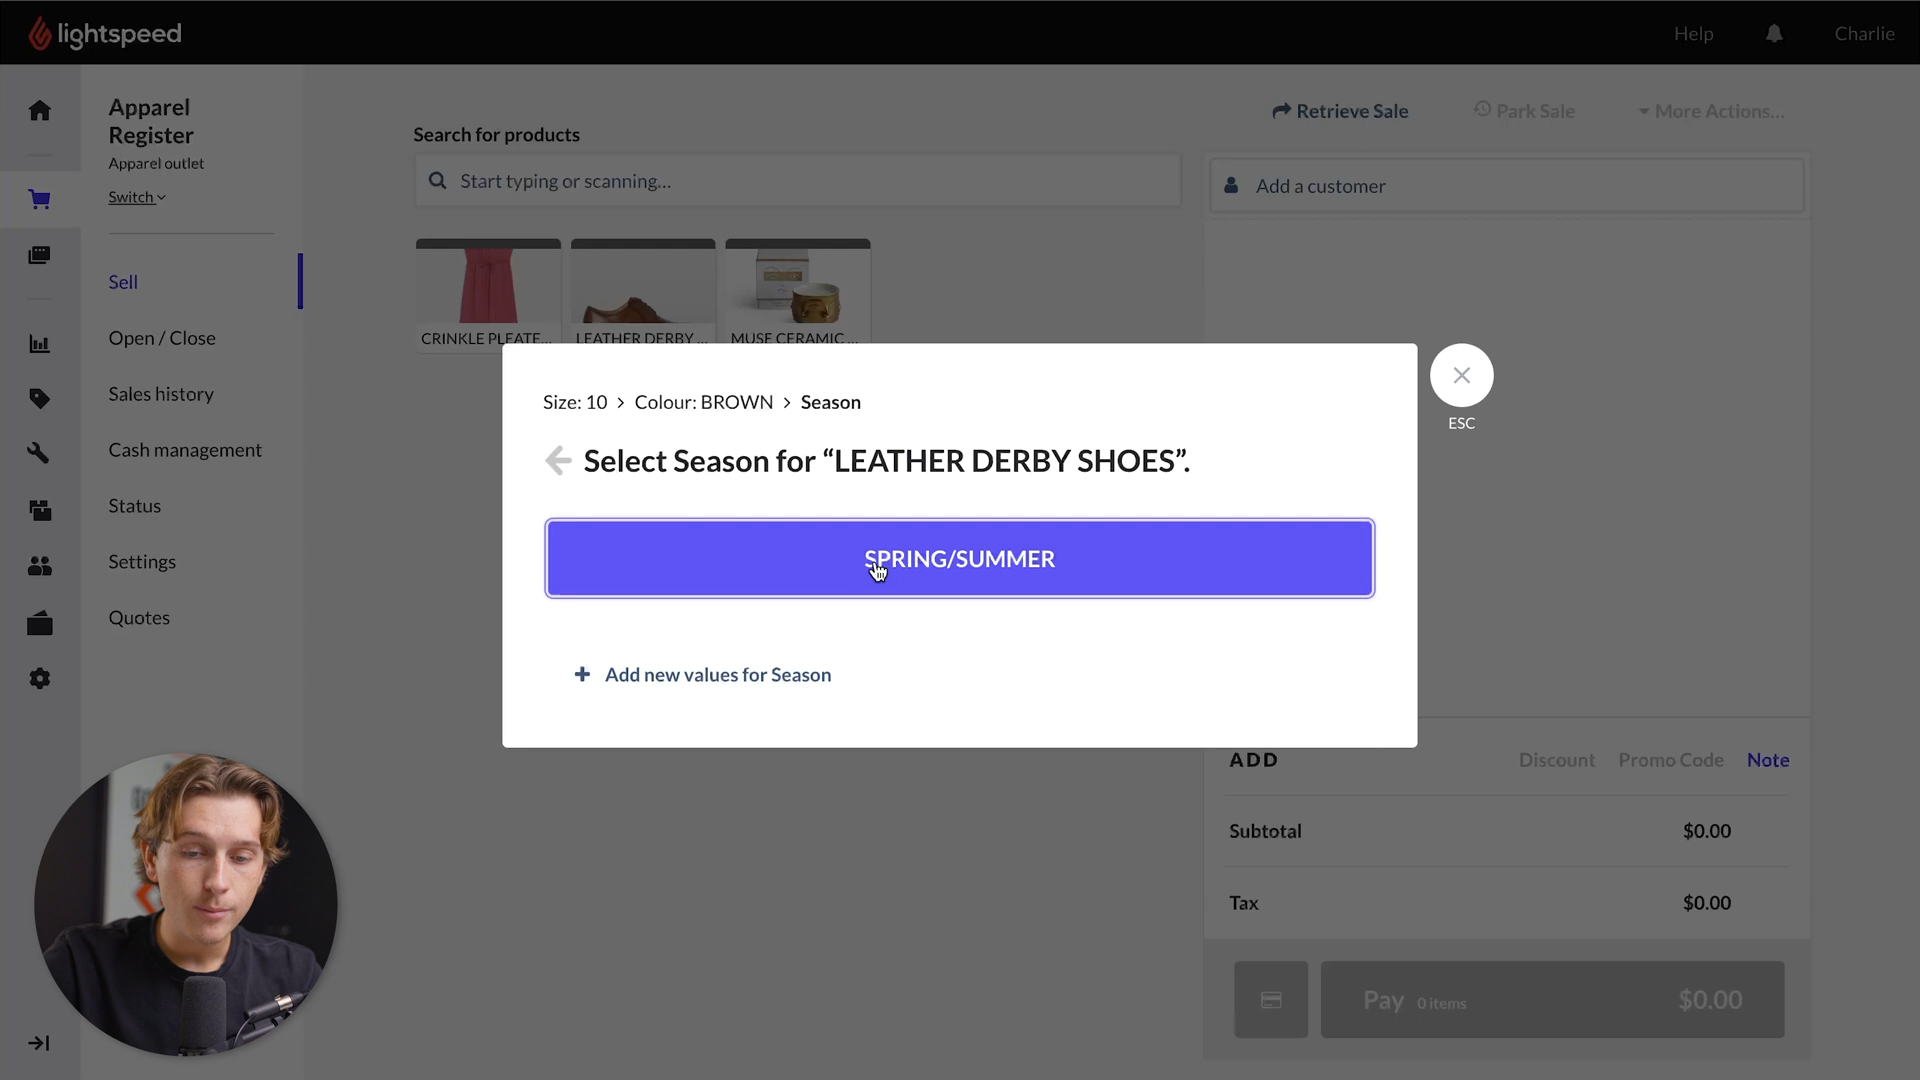 lightspeed
Help
Charlie
Apparel
Register
Apparel outlet
Switch
Sell
Open / Close
Sales history
Cash management
Status
Settings
Quotes
Search for products
Start typing or scanning...
Retrieve Sale
Park Sale
More Actions...
Add a customer
CRINKLE PLEATE...
LEATHER DERBY ...
MUSE CERAMIC ...
Size: 10 > Colour: BROWN > Season
Select Season for “LEATHER DERBY SHOES”.
SPRING/SUMMER
+ Add new values for Season
ESC
ADD
Discount
Promo Code
Note
Subtotal
$0.00
Tax
$0.00
Pay 0 items $0.00